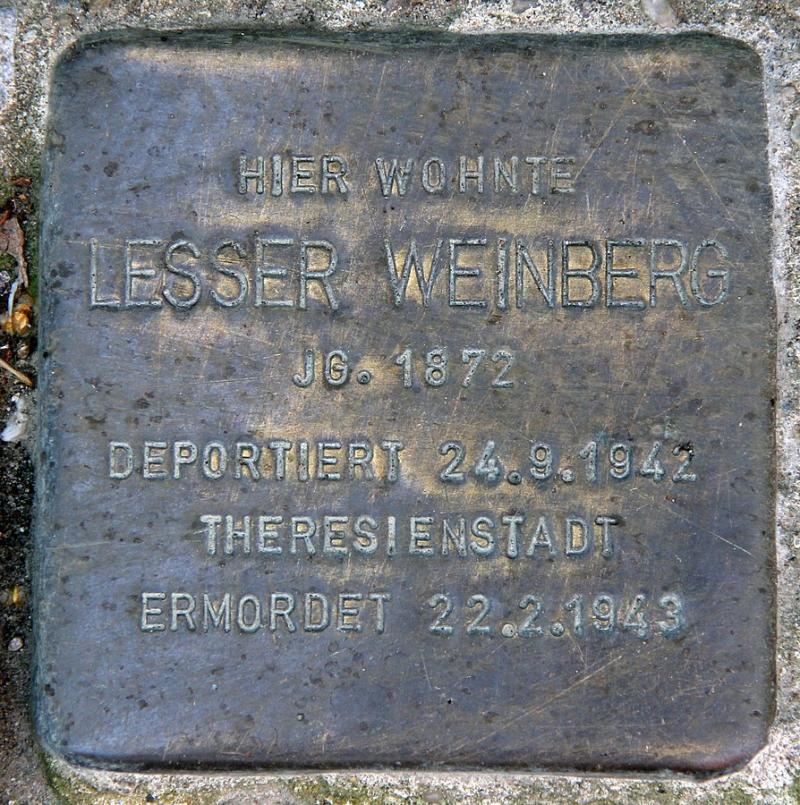 HIER WOHNTE
LESSER WEINBERG
JG. 1872
DEPORTIERT 24.9.1942
THERESIENSTADT
ERMORDET 22.2.1943